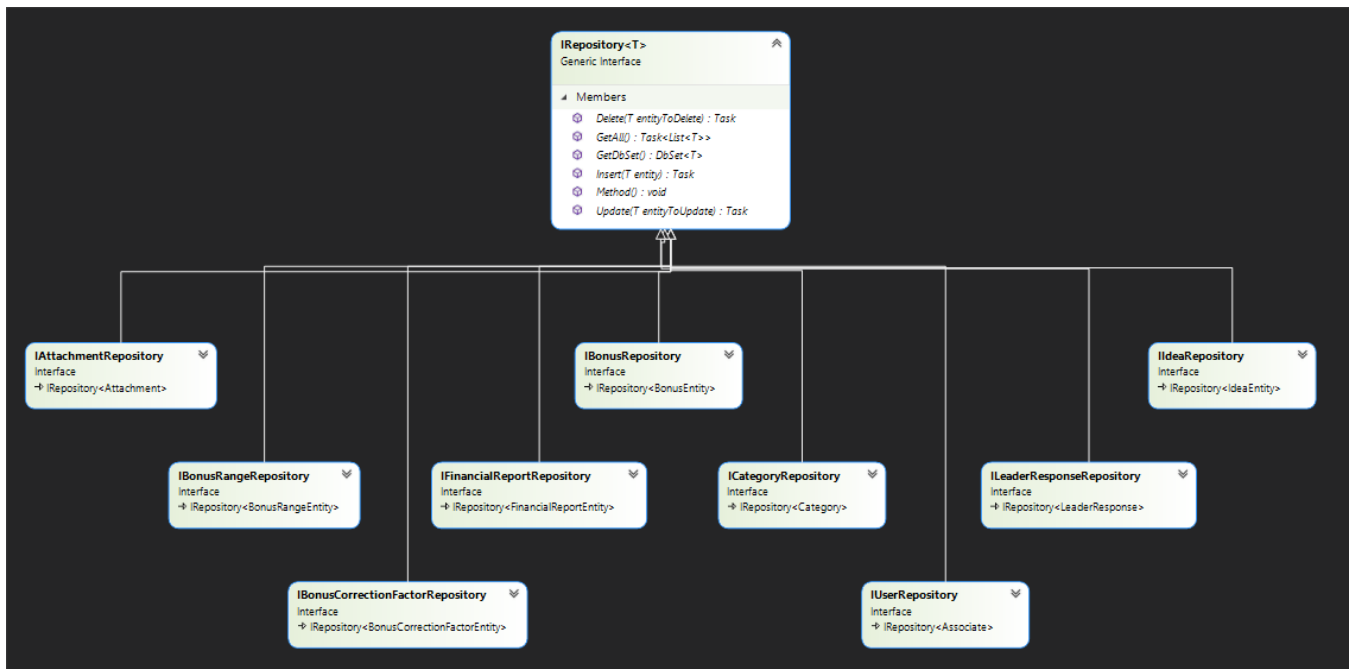 IRepository<T>
Generic Interface
Members
Delete(T entityToDelete) : Task
GetAll() : Task<List<T>>
GetDbSet() : DbSet<T>
Insert(T entity) : Task
Method() : void
Update(T entityToUpdate) : Task
IAttachmentRepository
Interface
IRepository<Attachment>
IBonusRepository
Interface
IRepository<BonusEntity>
IIdeaRepository
Interface
IRepository<IdeaEntity>
IBonusRangeRepository
Interface
IRepository<BonusRangeEntity>
IFinancialReportRepository
Interface
IRepository<FinancialReportEntity>
ICategoryRepository
Interface
IRepository<Category>
ILeaderResponseRepository
Interface
IRepository<LeaderResponse>
IBonusCorrectionFactorRepository
Interface
IRepository<BonusCorrectionFactorEntity>
IUserRepository
Interface
IRepository<Associate>